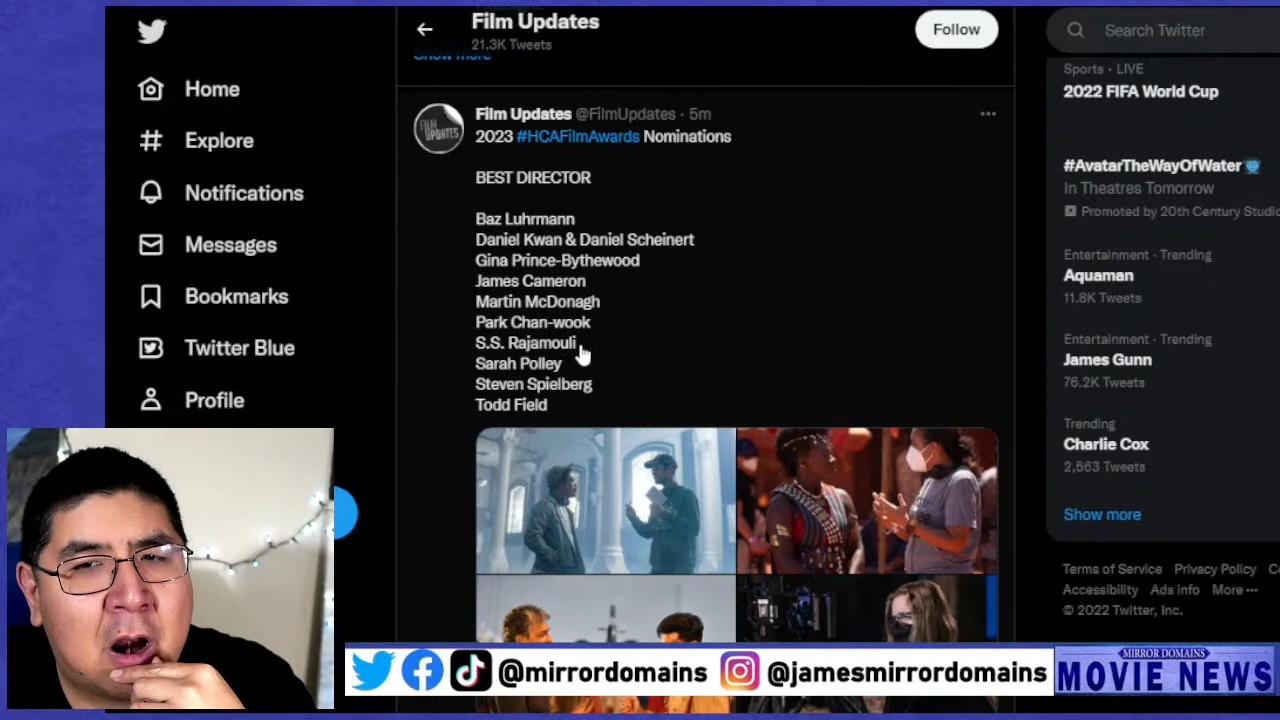 Film Updates
21.3K Tweets
Follow
Search Twitter
Show more
Home
Explore
Notifications
Messages
Bookmarks
Twitter Blue
Profile
FILM UPDATES
Film Updates @FilmUpdates · 5m
2023 #HCAFilmAwards Nominations
BEST DIRECTOR
Baz Luhrmann
Daniel Kwan & Daniel Scheinert
Gina Prince-Bythewood
James Cameron
Martin McDonagh
Park Chan-wook
S.S. Rajamouli
Sarah Polley
Steven Spielberg
Todd Field
Sports · LIVE
2022 FIFA World Cup
#AvatarTheWayOfWater
In Theatres Tomorrow
Promoted by 20th Century Studio
Entertainment · Trending
Aquaman
11.8K Tweets
Entertainment · Trending
James Gunn
76.2K Tweets
Trending
Charlie Cox
2,563 Tweets
Show more
Terms of Service Privacy Policy
Accessibility Ads info More
© 2022 Twitter, Inc.
@mirrordomains @jamesmirrordomains
MIRROR DOMAINS
MOVIE NEWS